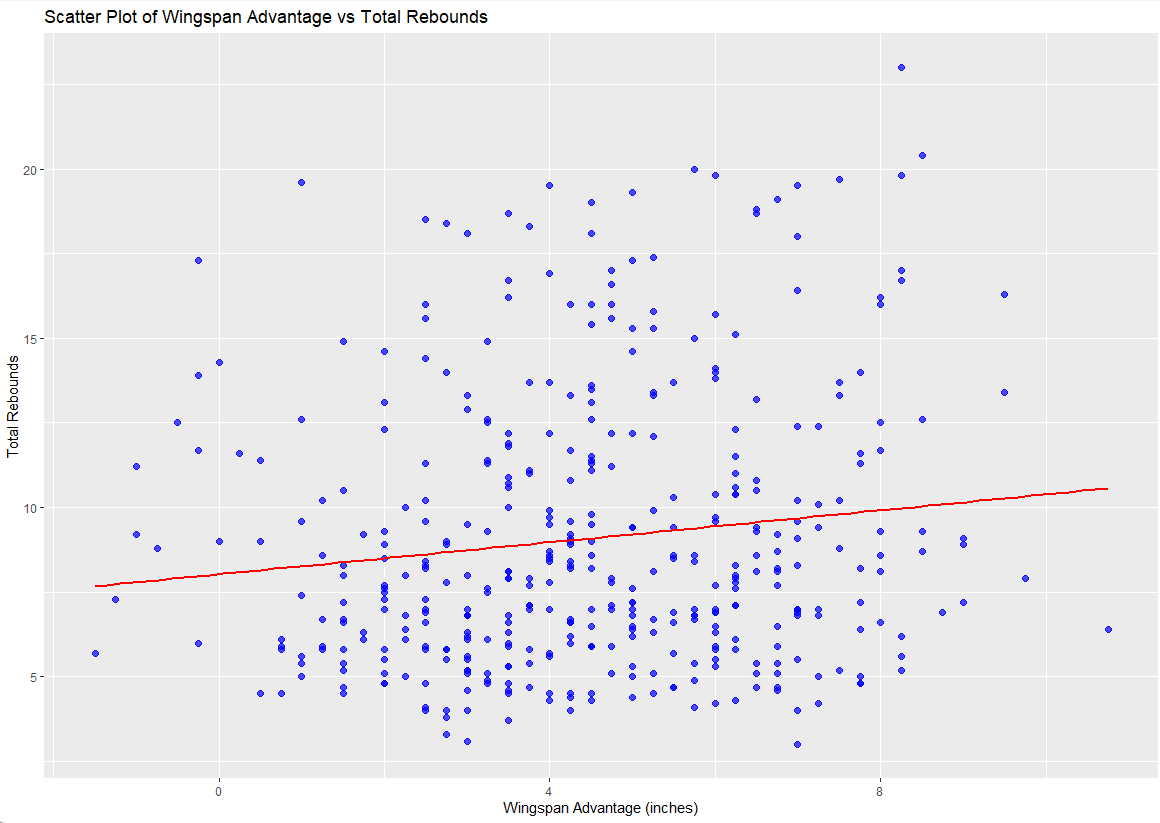 Scatter Plot of Wingspan Advantage vs Total Rebounds
20
15
10
5
Total Rebounds
0 4 8
Wingspan Advantage (inches)